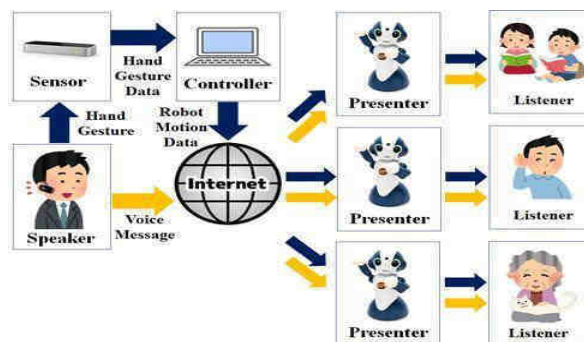 Sensor
Hand
Gesture
Data
Controller
Hand
Gesture
Robot
Motion
Data
Speaker
Voice
Message
Internet
Presenter
Listener
Presenter
Listener
Presenter
Listener